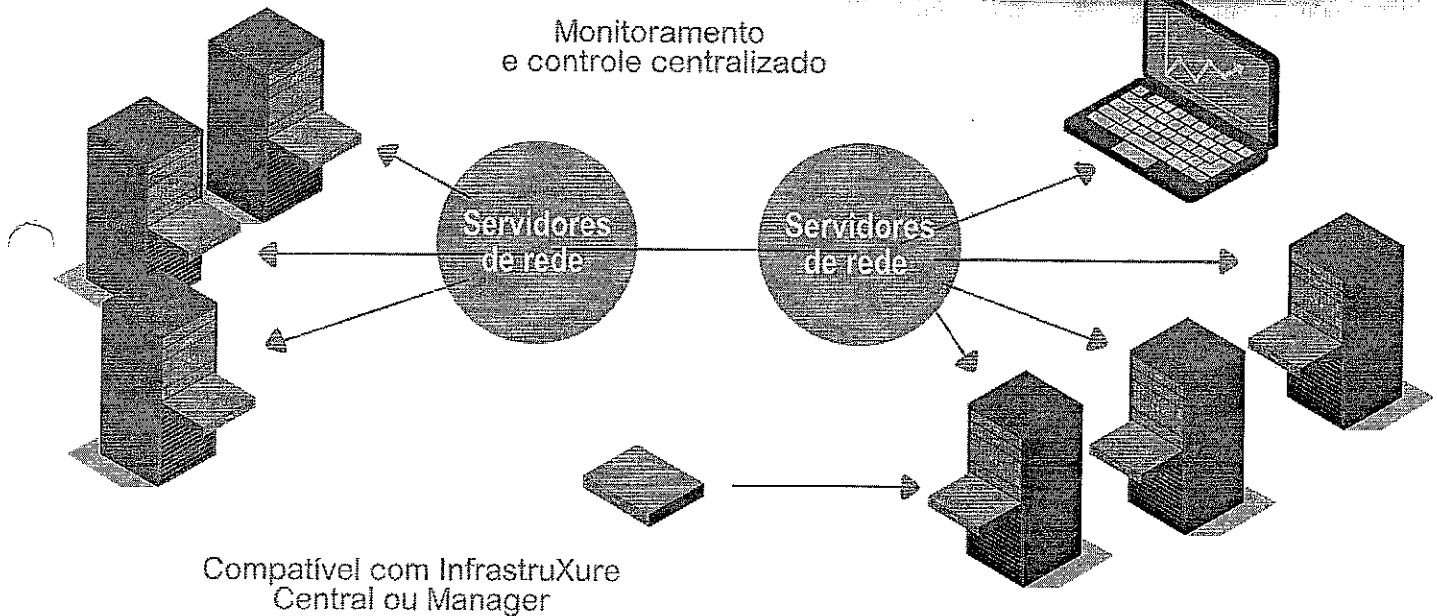 Monitoramento
e controle centralizado
Servidores
de rede
Servidores
de rede
Compatível com InfrastruXure
Central ou Manager